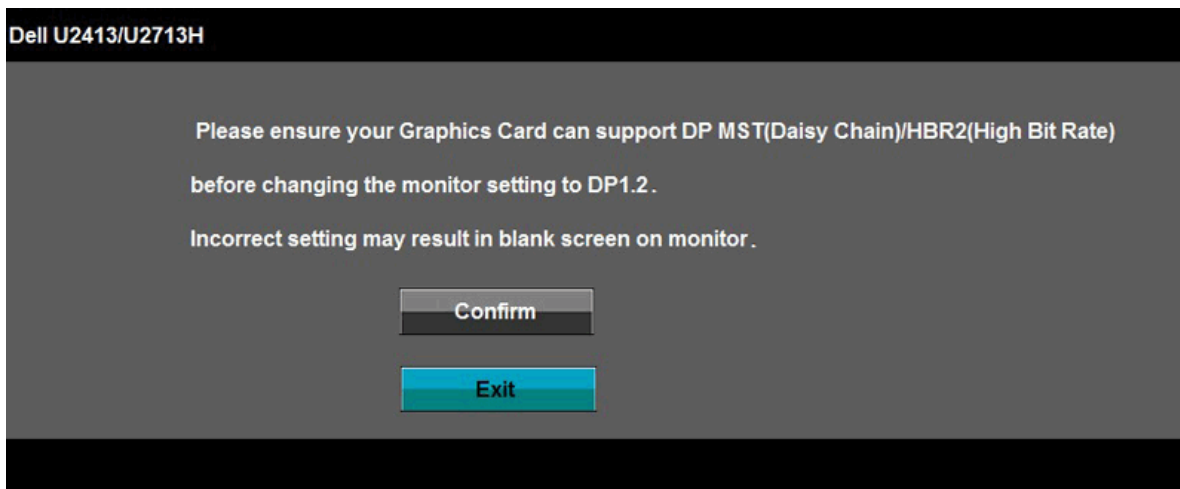 Dell U2413/U2713H
Please ensure your Graphics Card can support DP MST(Daisy Chain)/HBR2(High Bit Rate)
before changing the monitor setting to DP1.2.
Incorrect setting may result in blank screen on monitor.
Confirm
Exit